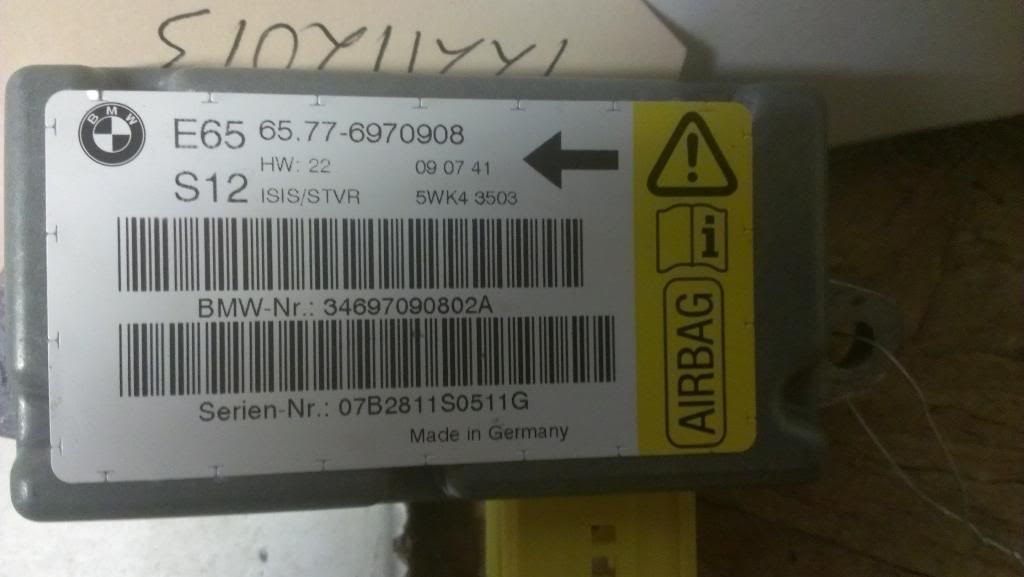 BMW
E65 65.77-6970908
HW: 22 09 07 41
S12 ISIS/STVR 5WK4 3503
BMW-Nr.: 34697090802A
Serien-Nr.: 07B2811S0511G
Made in Germany
i
AIRBAG